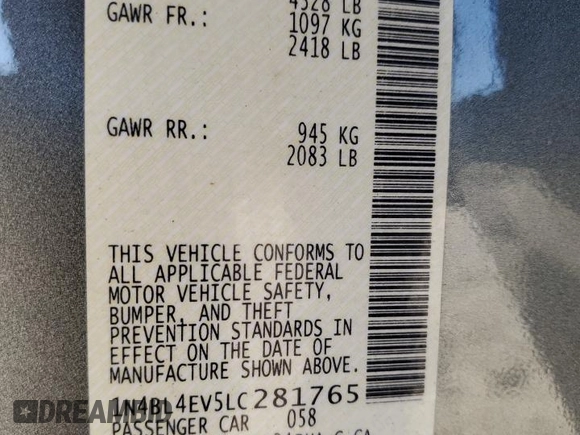 4528 LB
GAWR FR.: 1097 KG
2418 LB
GAWR RR.: 945 KG
2083 LB
THIS VEHICLE CONFORMS TO
ALL APPLICABLE FEDERAL
MOTOR VEHICLE SAFETY,
BUMPER, AND THEFT
PREVENTION STANDARDS IN
EFFECT ON THE DATE OF
MANUFACTURE SHOWN ABOVE.
1N4BL4EV5LC281765
PASSENGER CAR 058